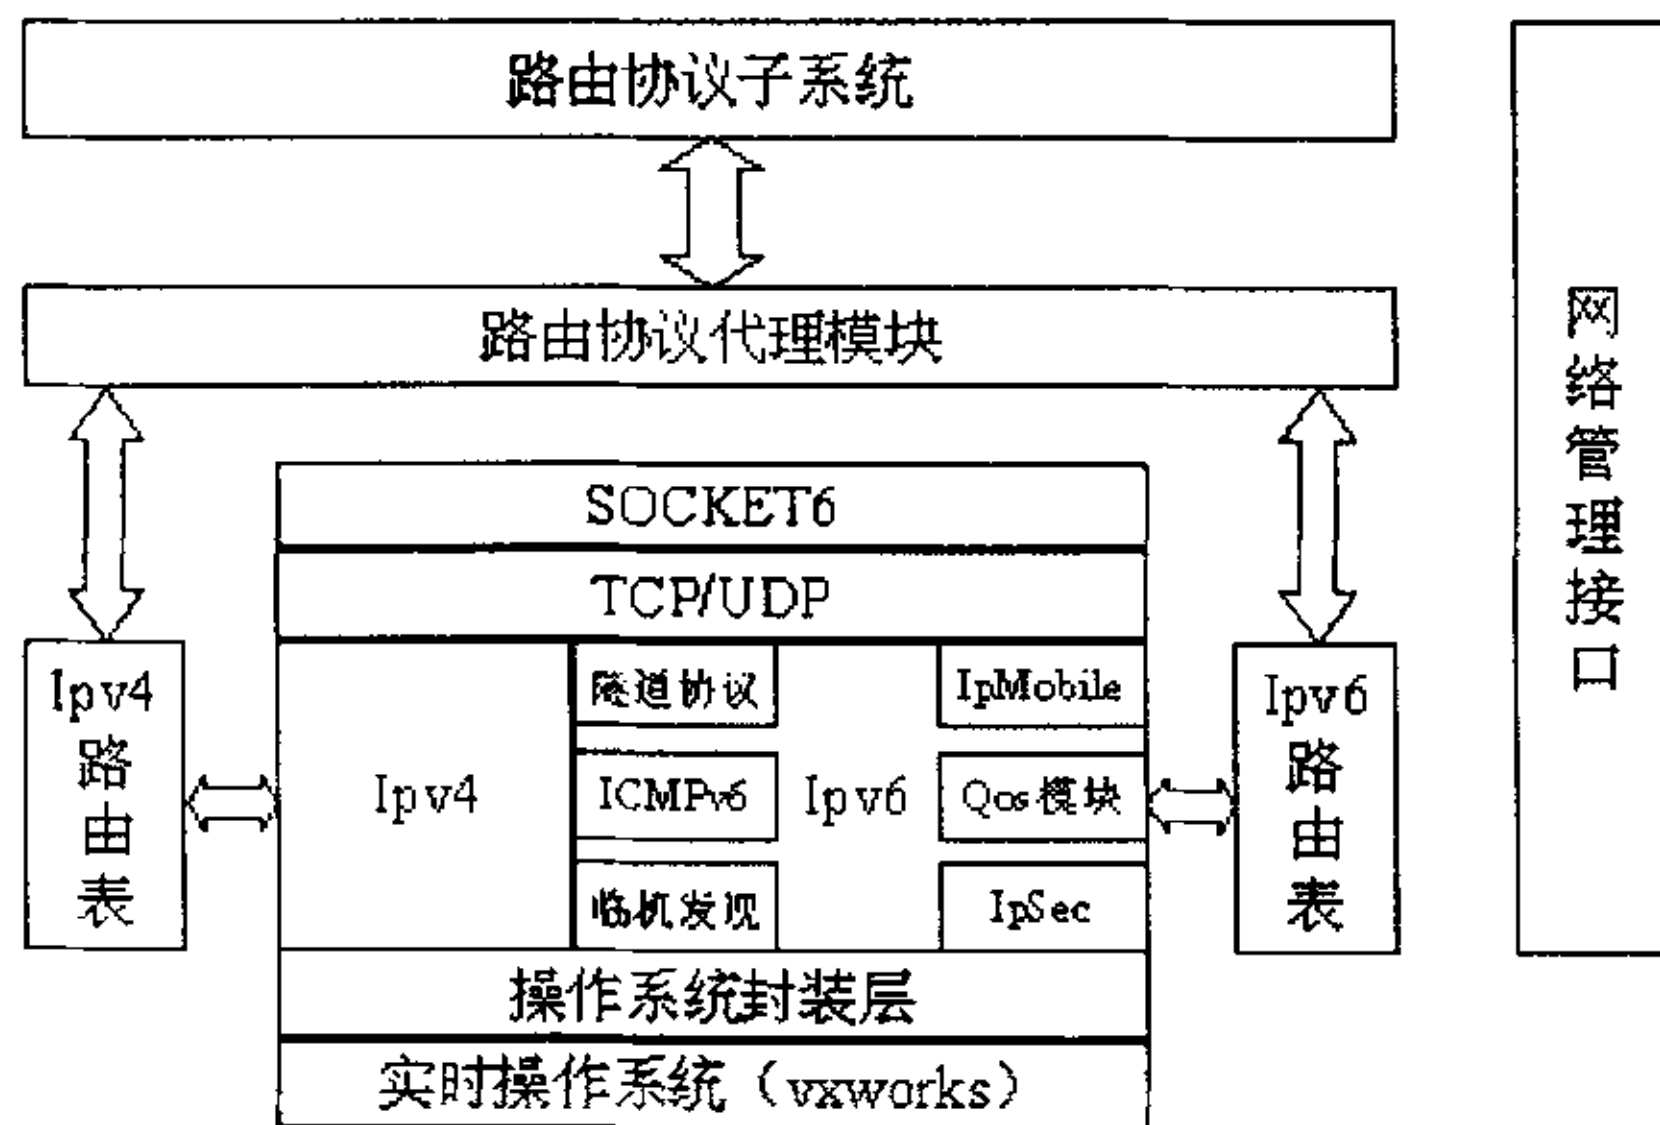 路由协议子系统
路由协议代理模块
SOCKET6
TCP/UDP
Ipv4
路
由
表
Ipv4
隧道协议
ICMPv6
临机发现
Ipv6
IpMobile
Qos模块
IpSec
Ipv6
路
由
表
操作系统封装层
实时操作系统（vxworks）
网
络
管
理
接
口